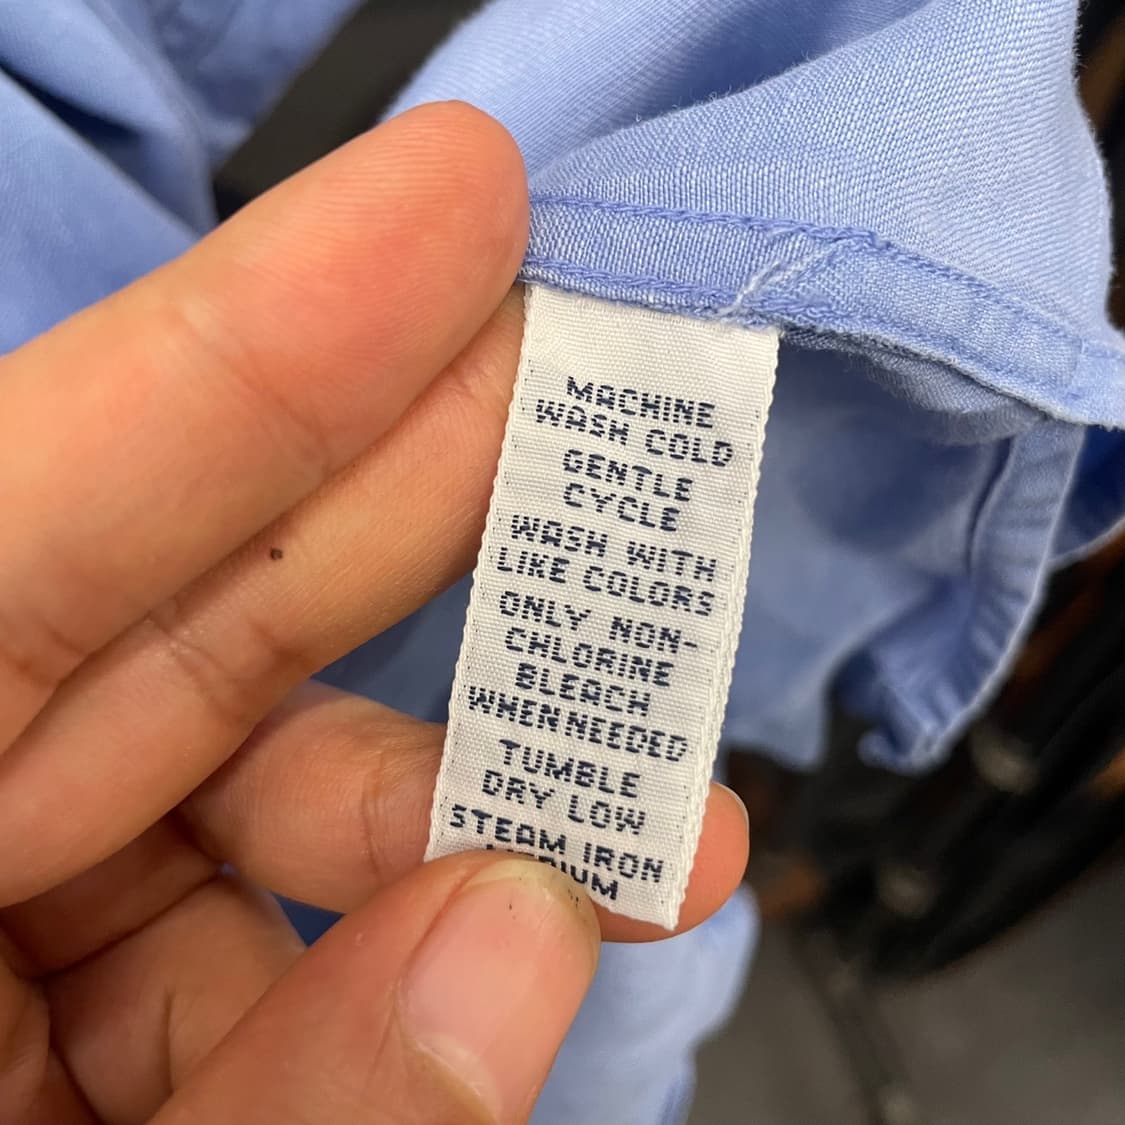 MACHINE
WASH COLD
GENTLE
CYCLE
WASH WITH
LIKE COLORS
ONLY NON-
CHLORINE
BLEACH
WHEN NEEDED
TUMBLE
DRY LOW
STEAM IRON
MEDIUM